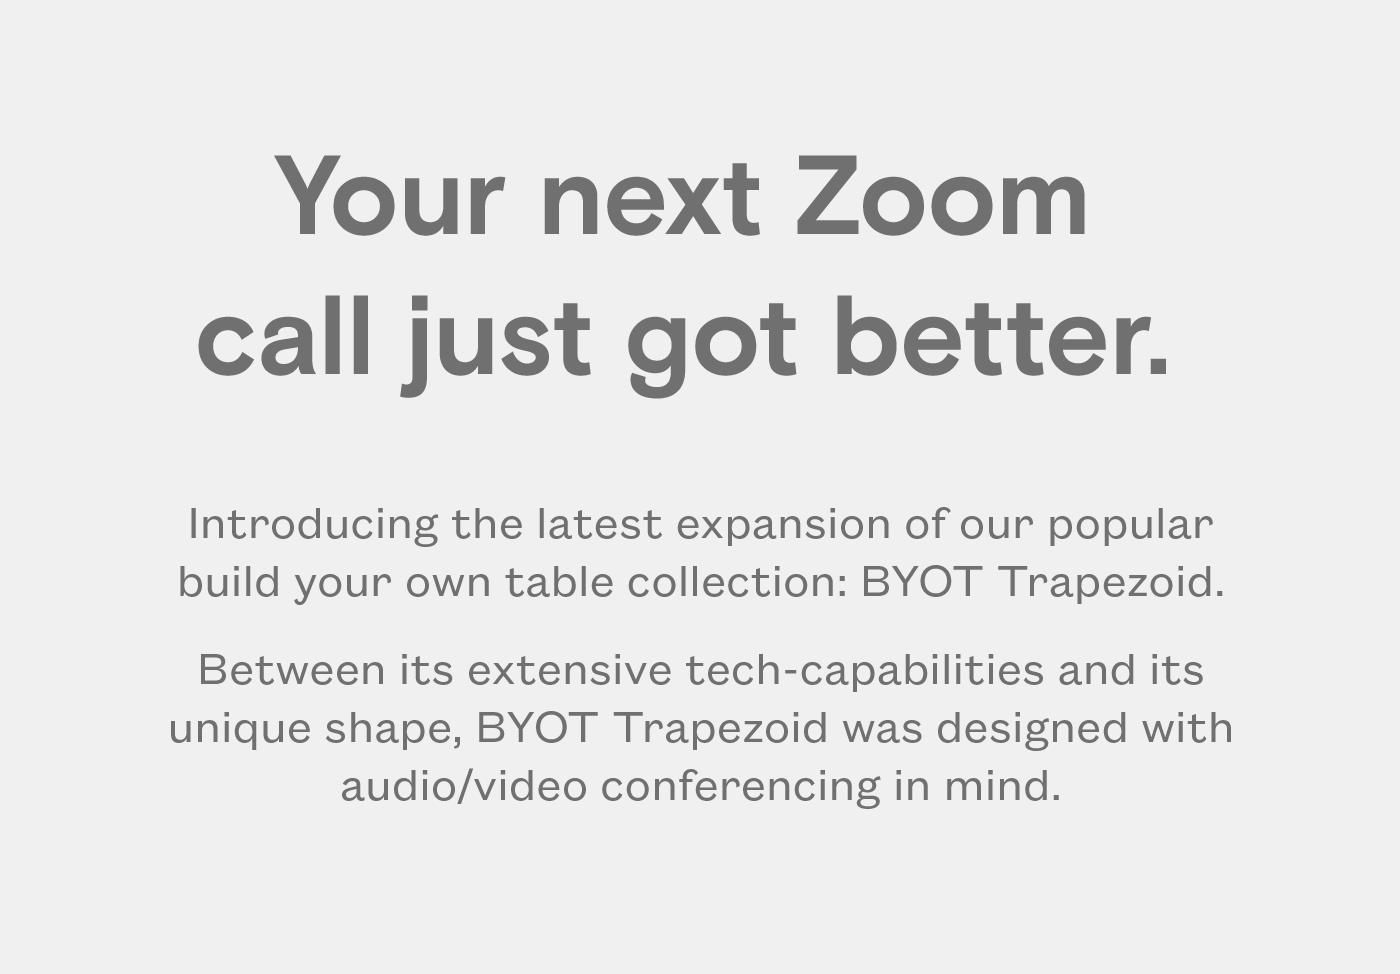 Your next Zoom
call just got better.
Introducing the latest expansion of our popular
build your own table collection: BYOT Trapezoid.
Between its extensive tech-capabilities and its
unique shape, BYOT Trapezoid was designed with
audio/video conferencing in mind.